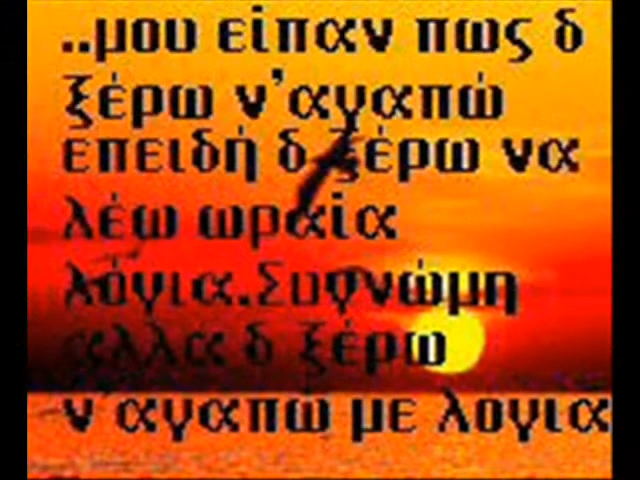 ..μου είπαν πως δ
ξέρω ν'αγαπώ
επειδή δ ξέρω να
λέω ωραία
λόγια.Συγνώμη
αλλά δ ξέρω
ν αγαπώ με λογια